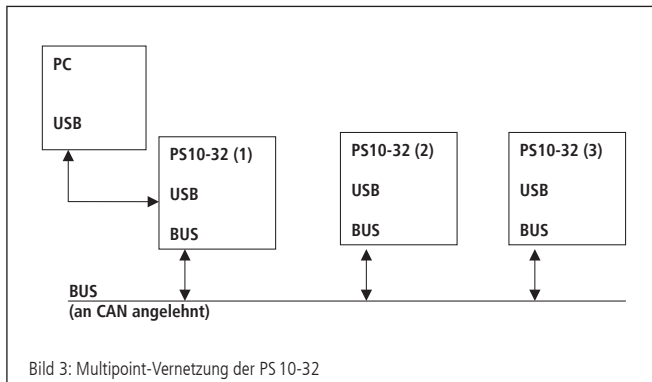 PC
USB
PS10-32 (1)
USB
BUS
PS10-32 (2)
USB
BUS
PS10-32 (3)
USB
BUS
BUS
(an CAN angelehnt)
Bild 3: Multipoint-Vernetzung der PS 10-32